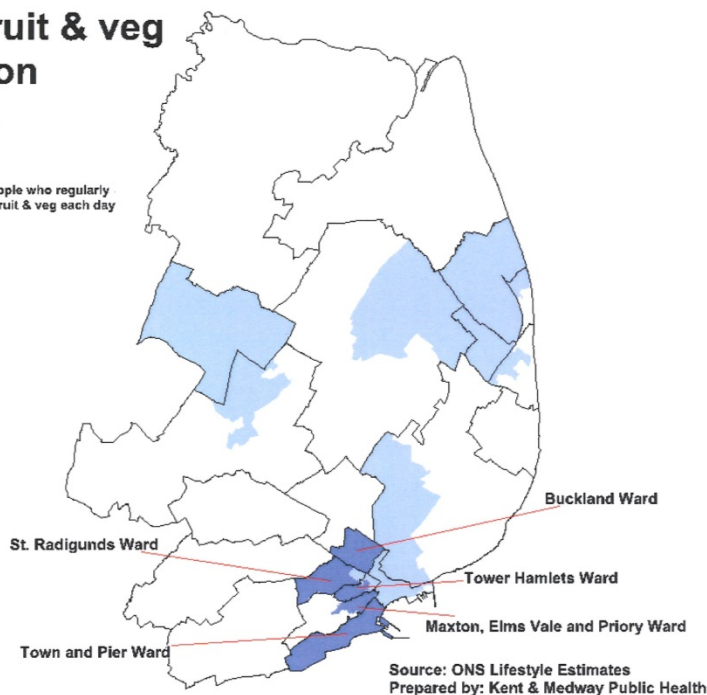 ruit & veg
on
ople who regularly
ruit & veg each day
Buckland Ward
St. Radigunds Ward
Tower Hamlets Ward
Maxton, Elms Vale and Priory Ward
Town and Pier Ward
Source: ONS Lifestyle Estimates
Prepared by: Kent & Medway Public Health